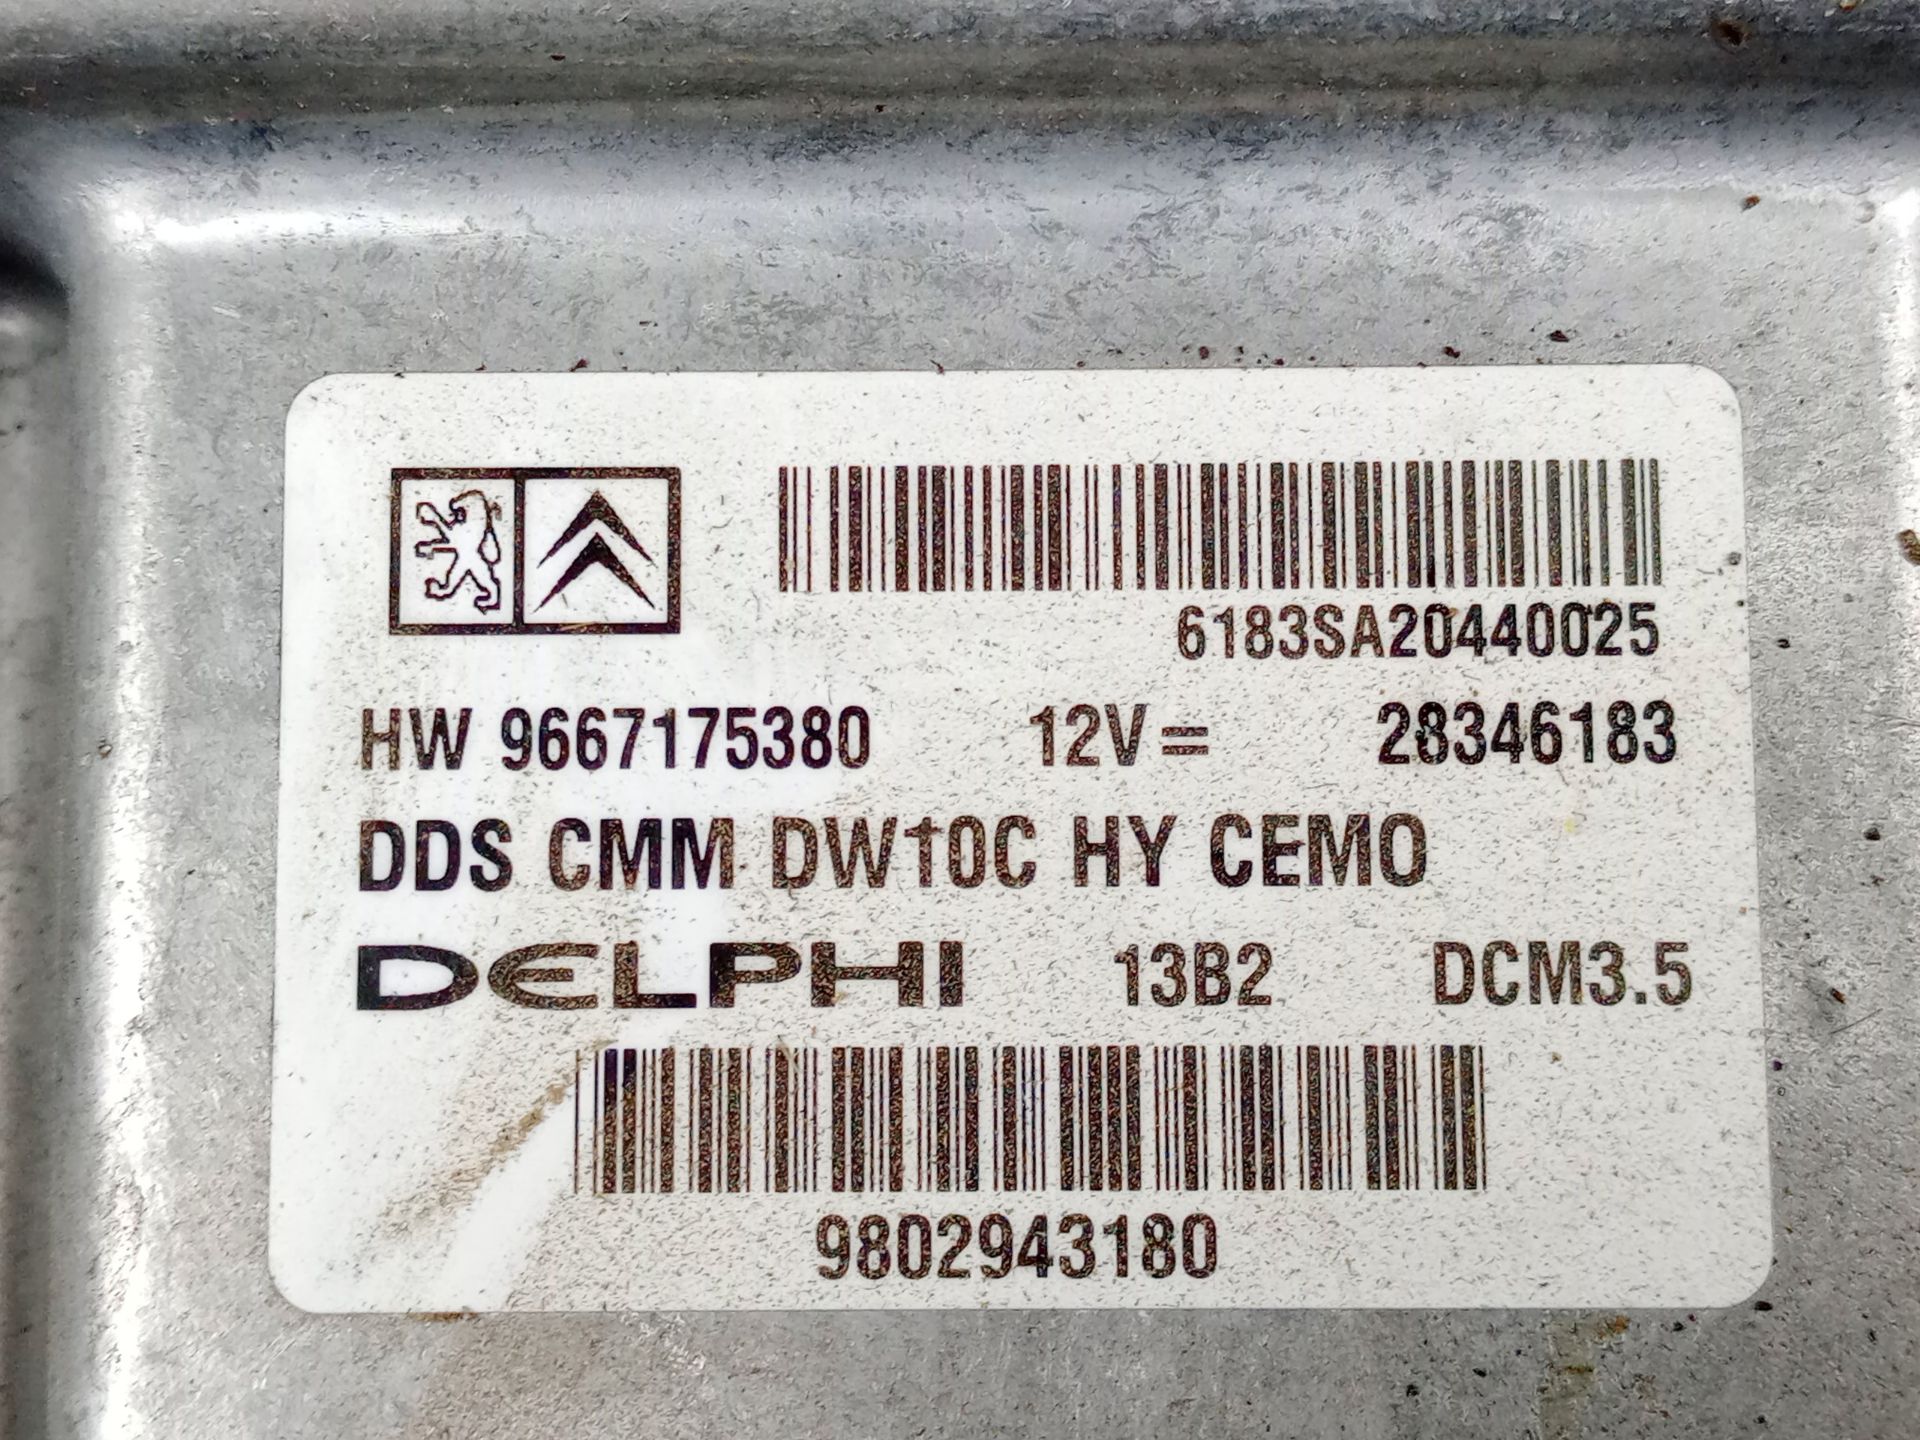 6183SA20440025
HW 9667175380 12V= 28346183
DDS CMM DW10C HY CEMO
DELPHI 13B2 DCM3.5
9802943180